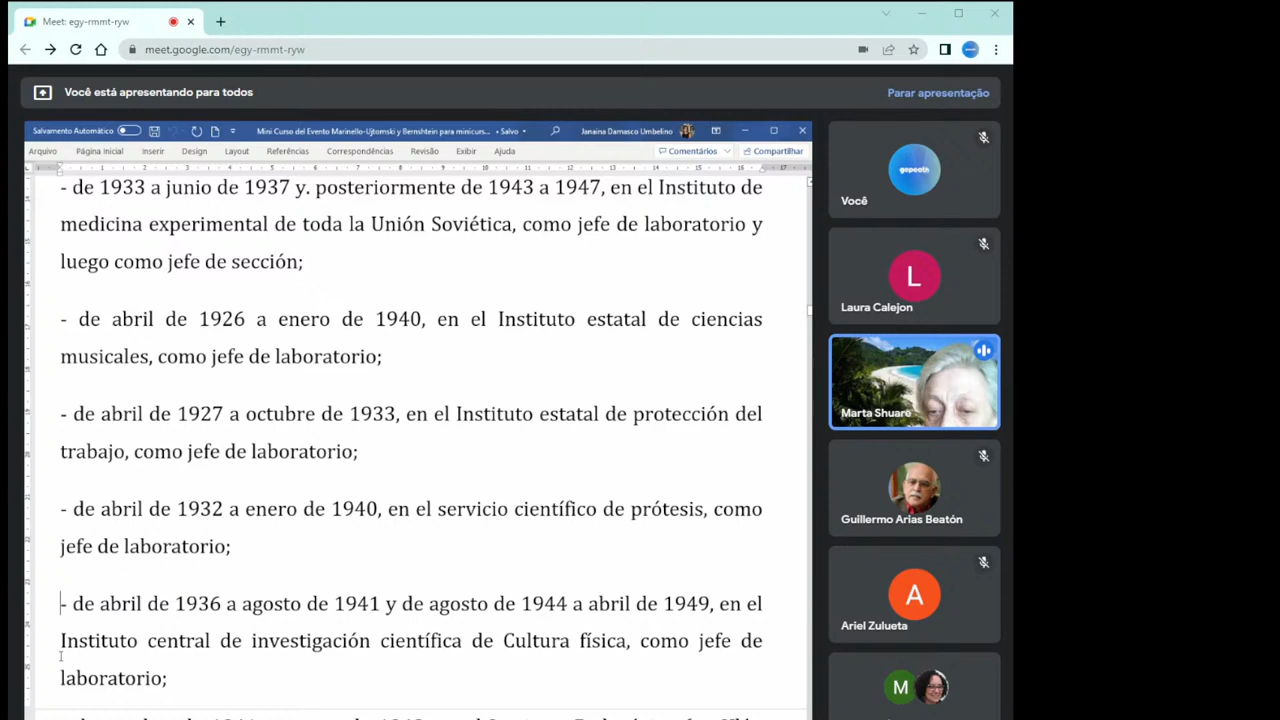 Meet: egy-rmmt-ryw
meet.google.com/egy-rmmt-ryw
Você está apresentando para todos
Parar apresentação
Salvamento Automático
Mini Curso del Evento Marinello-Ujtomski y Bernshtein para minicurs... • Salvo
Janaina Damasco Umbelino
Arquivo Página Inicial Inserir Design Layout Referências Correspondências Revisão Exibir Ajuda Comentários Compartilhar
- de 1933 a junio de 1937 y. posteriormente de 1943 a 1947, en el Instituto de
medicina experimental de toda la Unión Soviética, como jefe de laboratorio y
luego como jefe de sección;
- de abril de 1926 a enero de 1940, en el Instituto estatal de ciencias
musicales, como jefe de laboratorio;
- de abril de 1927 a octubre de 1933, en el Instituto estatal de protección del
trabajo, como jefe de laboratorio;
- de abril de 1932 a enero de 1940, en el servicio científico de prótesis, como
jefe de laboratorio;
- de abril de 1936 a agosto de 1941 y de agosto de 1944 a abril de 1949, en el
Instituto central de investigación científica de Cultura física, como jefe de
laboratorio;
gepeoth
Você
L
Laura Calejon
Marta Shuare
Guillermo Arias Beatón
A
Ariel Zulueta
M